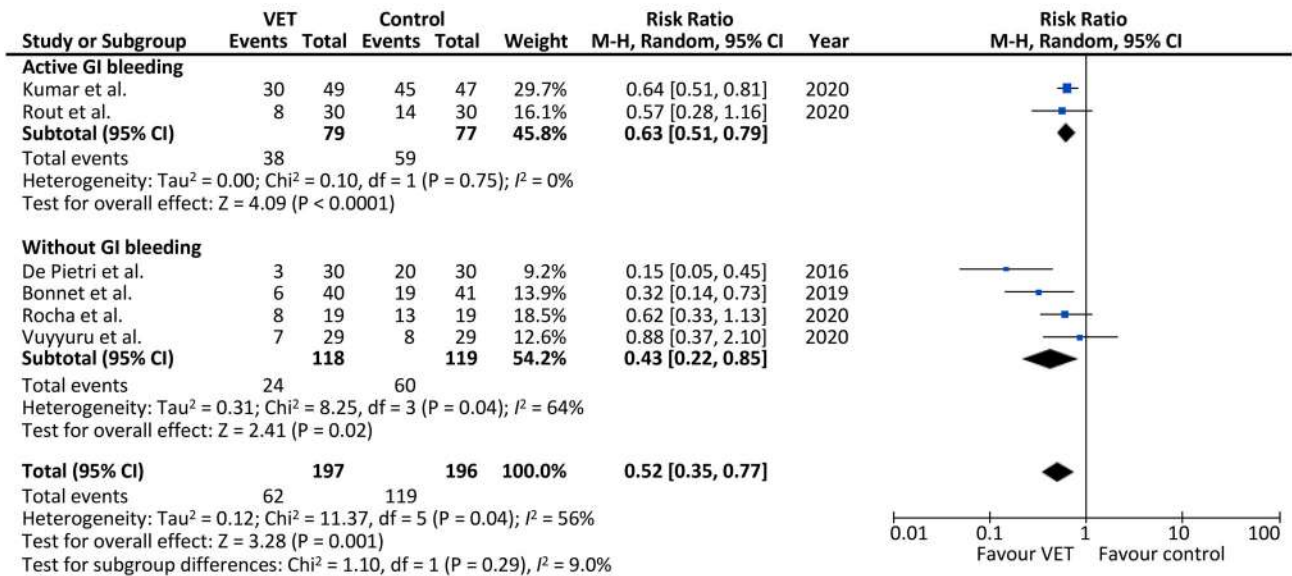 VET Control Risk Ratio Risk Ratio
Study or Subgroup Events Total Events Total Weight M-H, Random, 95% CI Year M-H, Random, 95% CI
Active GI bleeding
Kumar et al. 30 49 45 47 29.7% 0.64 [0.51, 0.81] 2020
Rout et al. 8 30 14 30 16.1% 0.57 [0.28, 1.16] 2020
Subtotal (95% CI) 79 77 45.8% 0.63 [0.51, 0.79]
Total events 38 59
Heterogeneity: Tau² = 0.00; Chi² = 0.10, df = 1 (P = 0.75); I² = 0%
Test for overall effect: Z = 4.09 (P < 0.0001)
Without GI bleeding
De Pietri et al. 3 30 20 30 9.2% 0.15 [0.05, 0.45] 2016
Bonnet et al. 6 40 19 41 13.9% 0.32 [0.14, 0.73] 2019
Rocha et al. 8 19 13 19 18.5% 0.62 [0.33, 1.13] 2020
Vuyyuru et al. 7 29 8 29 12.6% 0.88 [0.37, 2.10] 2020
Subtotal (95% CI) 118 119 54.2% 0.43 [0.22, 0.85]
Total events 24 60
Heterogeneity: Tau² = 0.31; Chi² = 8.25, df = 3 (P = 0.04); I² = 64%
Test for overall effect: Z = 2.41 (P = 0.02)
Total (95% CI) 197 196 100.0% 0.52 [0.35, 0.77]
Total events 62 119
Heterogeneity: Tau² = 0.12; Chi² = 11.37, df = 5 (P = 0.04); I² = 56%
Test for overall effect: Z = 3.28 (P = 0.001)
Test for subgroup differences: Chi² = 1.10, df = 1 (P = 0.29), I² = 9.0%
0.01 0.1 1 10 100
Favour VET Favour control